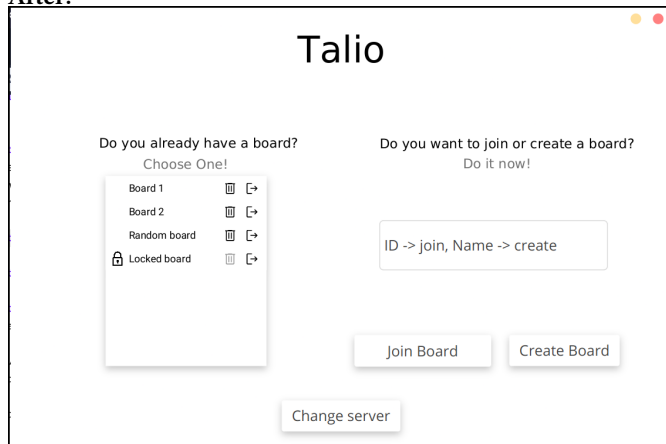 After:
Talio
Do you already have a board?
Choose One!
Board 1
Board 2
Random board
Locked board
Do you want to join or create a board?
Do it now!
ID -> join, Name -> create
Join Board
Create Board
Change server